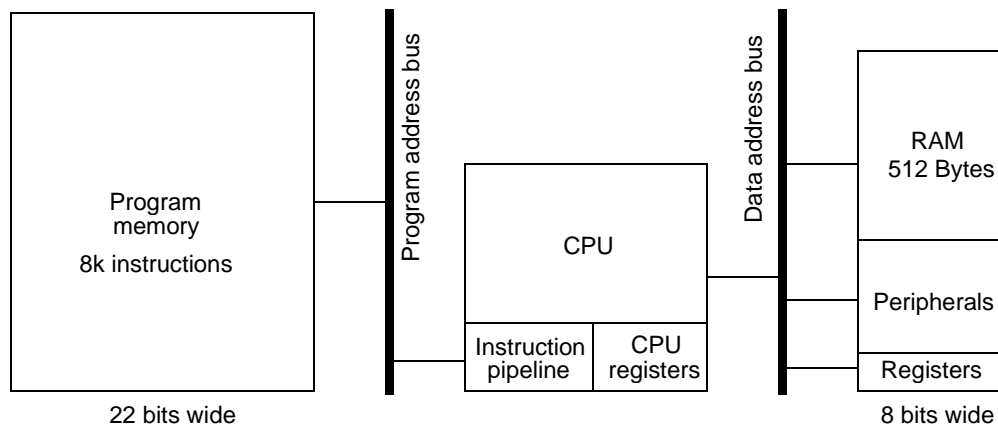 Program
memory
8k instructions
22 bits wide
Program address bus
CPU
Instruction
pipeline
CPU
registers
Data address bus
RAM
512 Bytes
Peripherals
Registers
8 bits wide